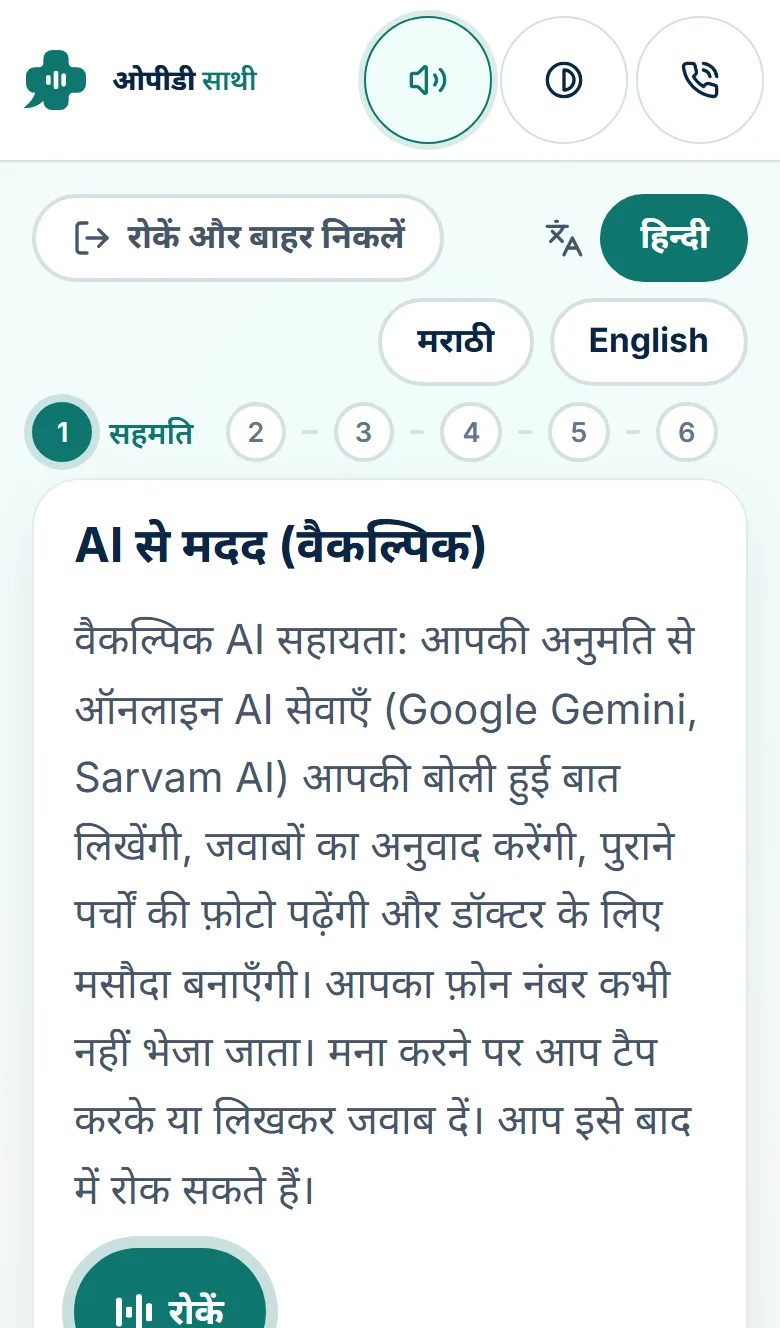 ओपीडी साथी
रोकें और बाहर निकलें
हिन्दी
मराठी
English
1 सहमति 2 3 4 5 6
AI से मदद (वैकल्पिक)
वैकल्पिक AI सहायता: आपकी अनुमति से
ऑनलाइन AI सेवाएँ (Google Gemini,
Sarvam AI) आपकी बोली हुई बात
लिखेंगी, जवाबों का अनुवाद करेंगी, पुराने
पर्चों की फ़ोटो पढ़ेंगी और डॉक्टर के लिए
मसौदा बनाएँगी। आपका फ़ोन नंबर कभी
नहीं भेजा जाता। मना करने पर आप टैप
करके या लिखकर जवाब दें। आप इसे बाद
में रोक सकते हैं।
रोकें